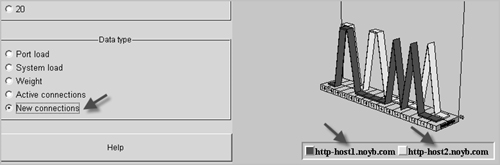 20
Data type
Port load
System load
Weight
Active connections
New connections
Help
http-host1.noyb.com http-host2.noyb.com